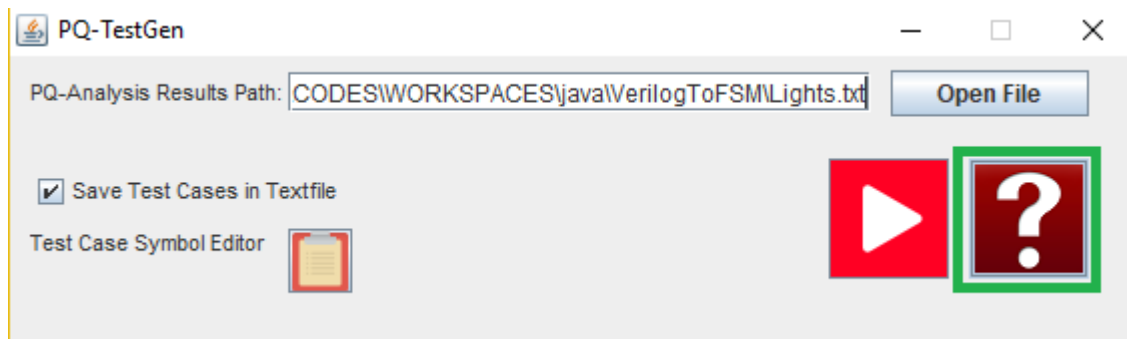 PQ-TestGen
PQ-Analysis Results Path: CODES\WORKSPACES\java\VerilogToFSM\Lights.txt Open File
Save Test Cases in Textfile
?
Test Case Symbol Editor